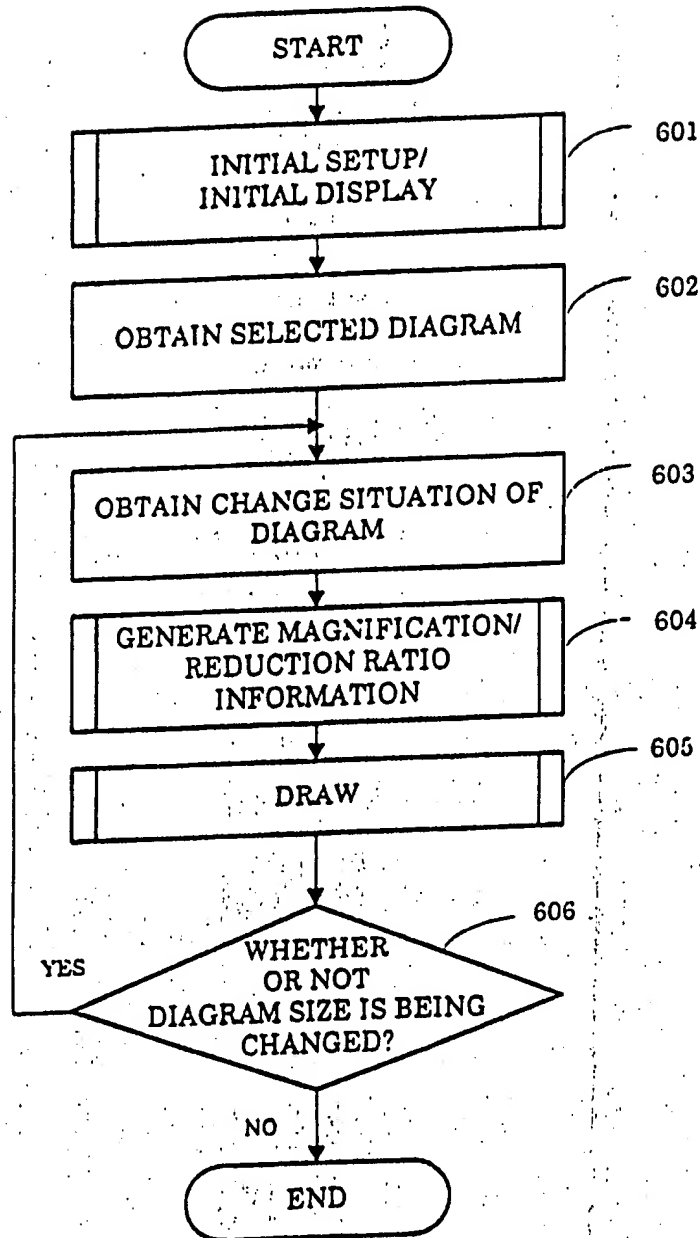 START
601
INITIAL SETUP/
INITIAL DISPLAY
602
OBTAIN SELECTED DIAGRAM
603
OBTAIN CHANGE SITUATION OF
DIAGRAM
604
GENERATE MAGNIFICATION/
REDUCTION RATIO
INFORMATION
605
DRAW
606
WHETHER
OR NOT
DIAGRAM SIZE IS BEING
CHANGED?
YES
NO
END